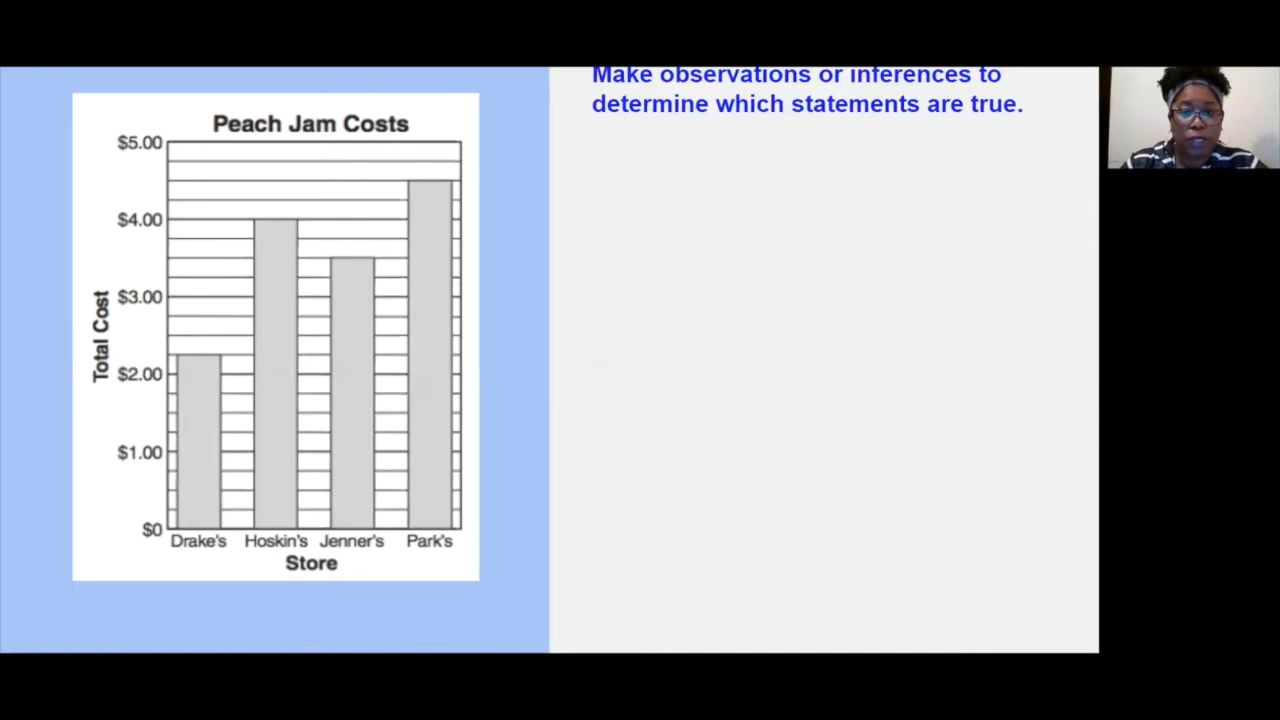 Make observations or inferences to
determine which statements are true.
Peach Jam Costs
$5.00
$4.00
$3.00
$2.00
$1.00
$0
Total Cost
Drake's Hoskin's Jenner's Park's
Store